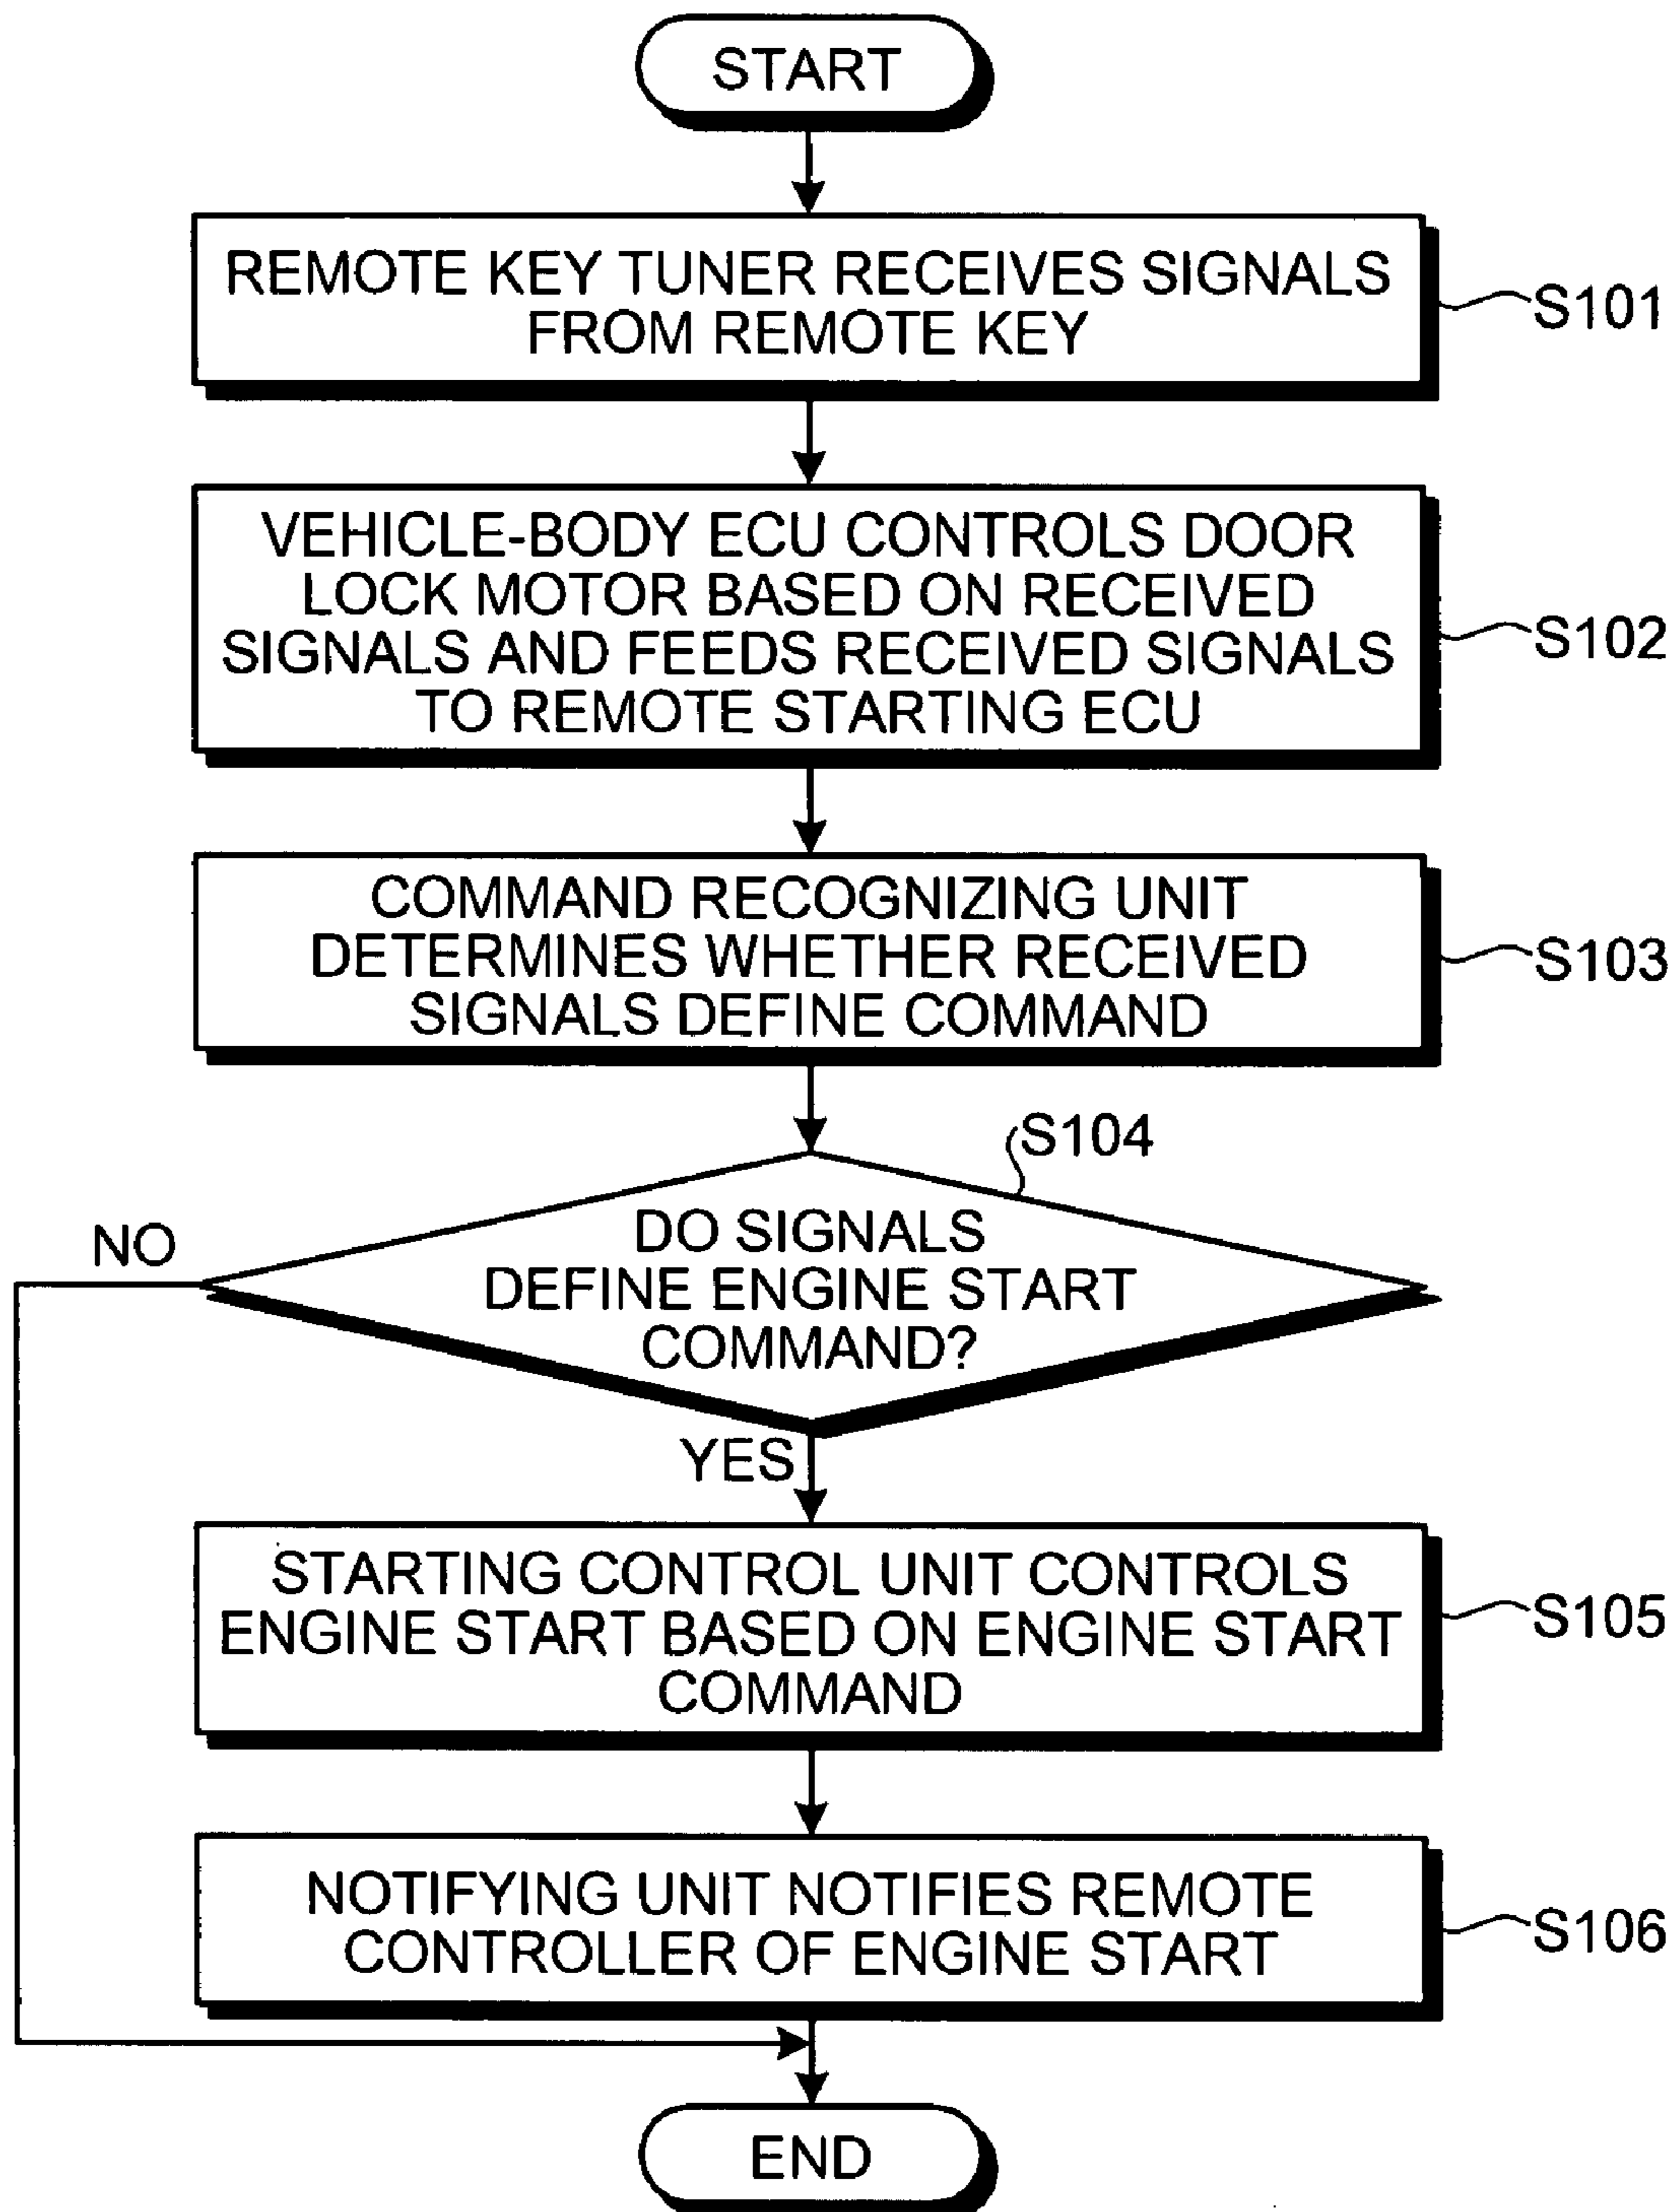 START
REMOTE KEY TUNER RECEIVES SIGNALS
FROM REMOTE KEY
S101
VEHICLE-BODY ECU CONTROLS DOOR
LOCK MOTOR BASED ON RECEIVED
SIGNALS AND FEEDS RECEIVED SIGNALS
TO REMOTE STARTING ECU
S102
COMMAND RECOGNIZING UNIT
DETERMINES WHETHER RECEIVED
SIGNALS DEFINE COMMAND
S103
S104
DO SIGNALS
DEFINE ENGINE START
COMMAND?
NO
YES
STARTING CONTROL UNIT CONTROLS
ENGINE START BASED ON ENGINE START
COMMAND
S105
NOTIFYING UNIT NOTIFIES REMOTE
CONTROLLER OF ENGINE START
S106
END